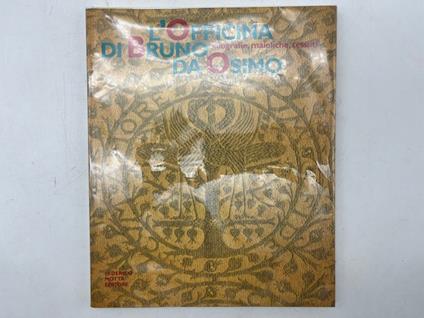 L'OFFICINA
DI BRUNO xilografie, maioliche, tessuti
DA OSIMO
FEDERICO
MOTTA
EDITORE